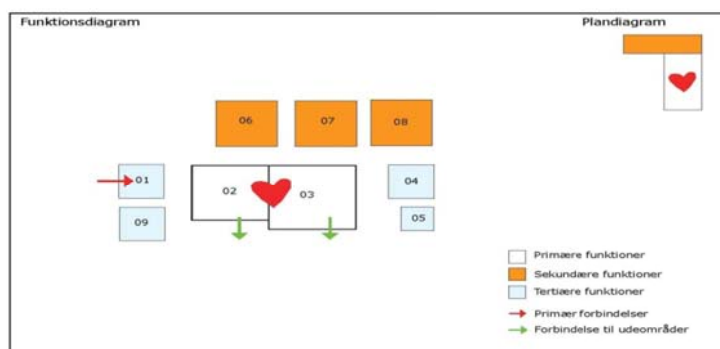 Funktionsdiagram
Plandiagram
06
07
08
01
02
03
04
09
05
Primære funktioner
Sekundære funktioner
Tertiære funktioner
Primær forbindelser
Forbindelse til udeområder